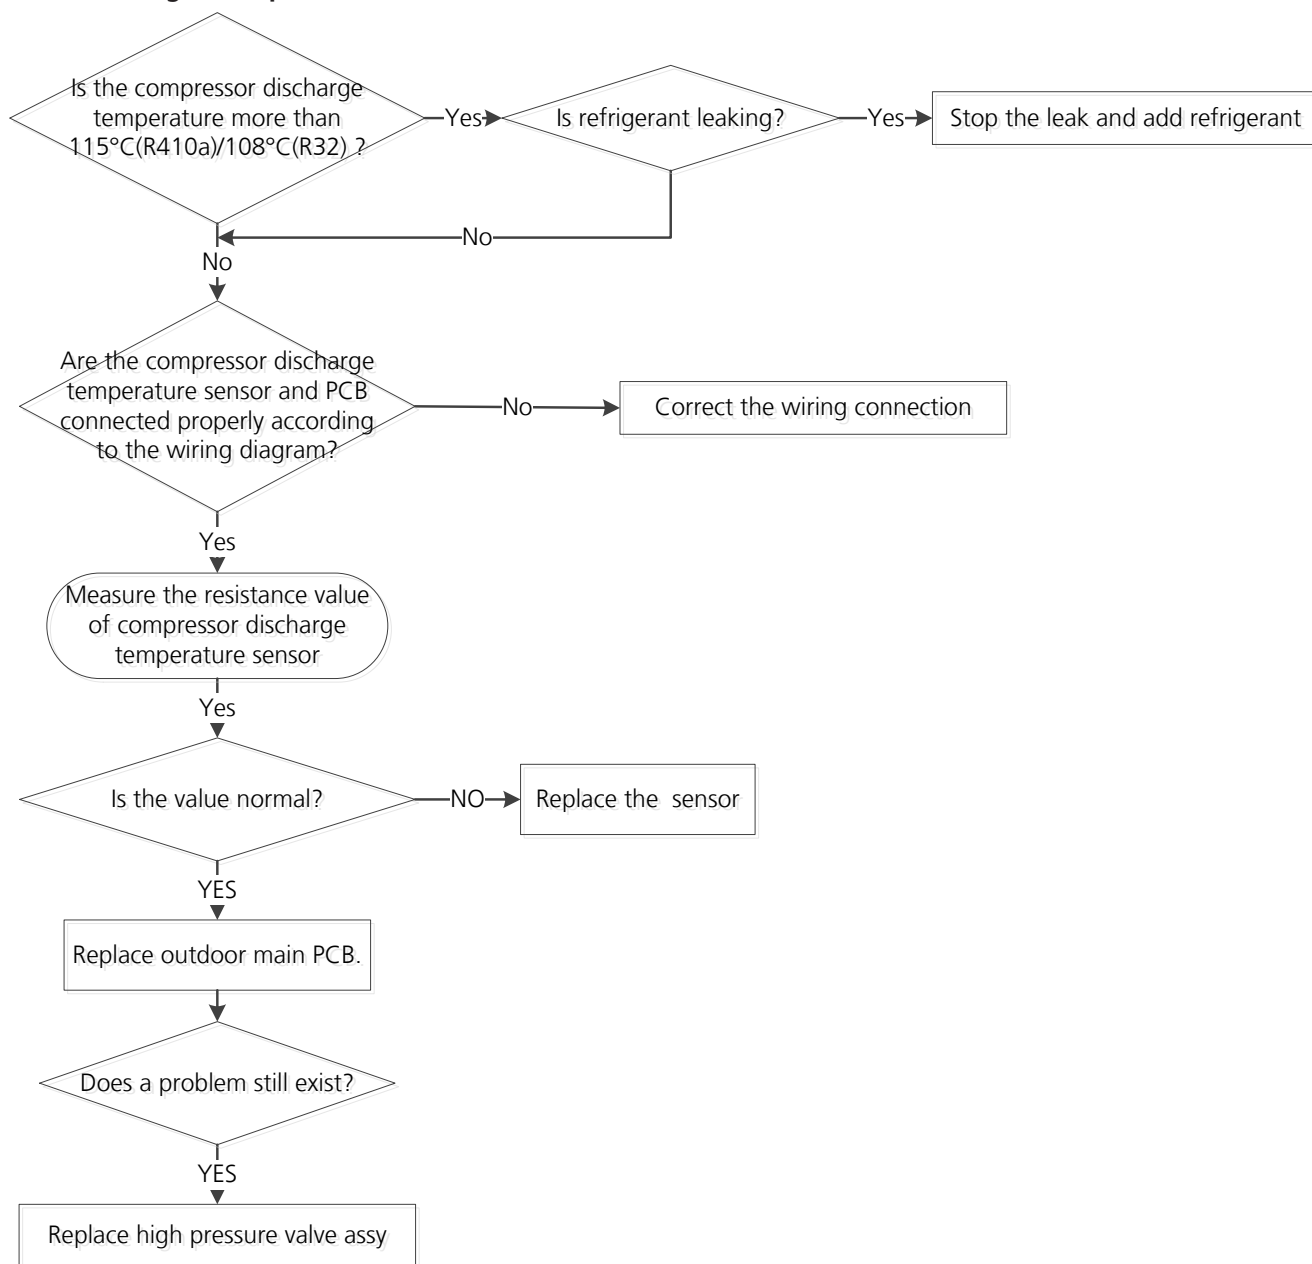 Is the compressor discharge
temperature more than
115°C(R410a)/108°C(R32) ?
Yes
Is refrigerant leaking?
Yes
Stop the leak and add refrigerant
No
No
Are the compressor discharge
temperature sensor and PCB
connected properly according
to the wiring diagram?
No
Correct the wiring connection
Yes
Measure the resistance value
of compressor discharge
temperature sensor
Yes
Is the value normal?
NO
Replace the  sensor
YES
Replace outdoor main PCB.
Does a problem still exist?
YES
Replace high pressure valve assy